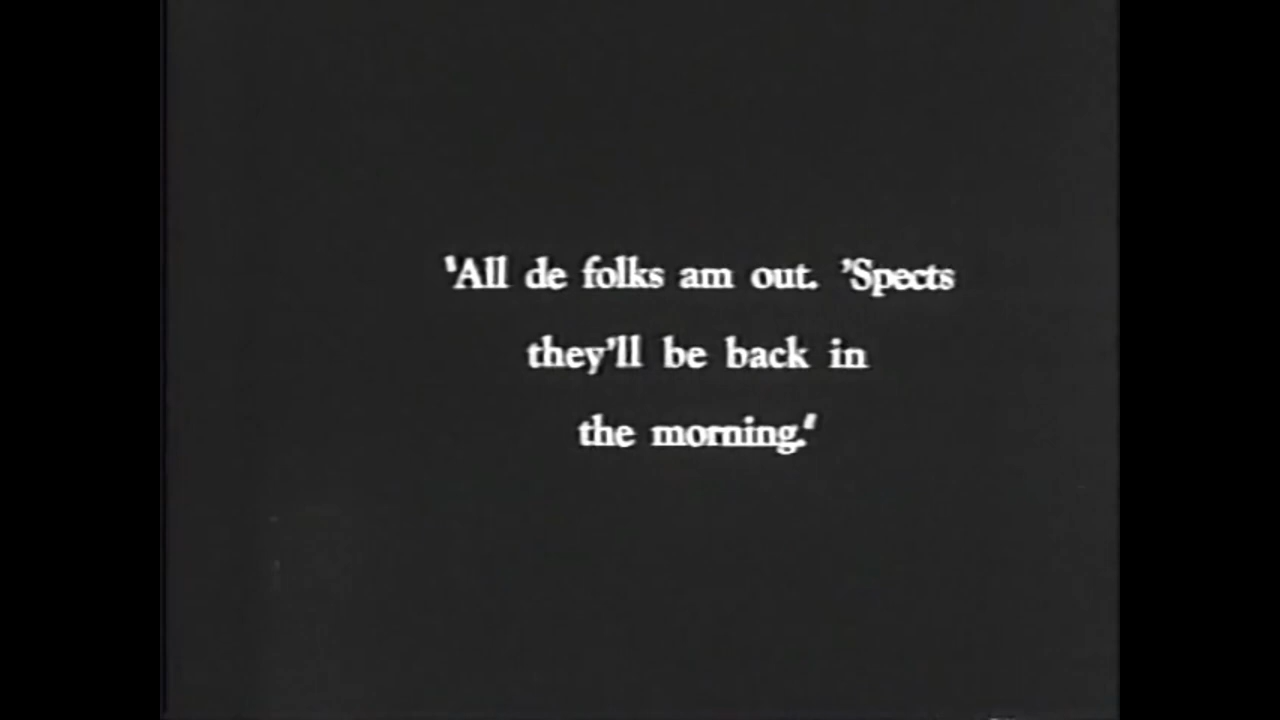 'All de folks am out. 'Spects
they'll be back in
the morning.'